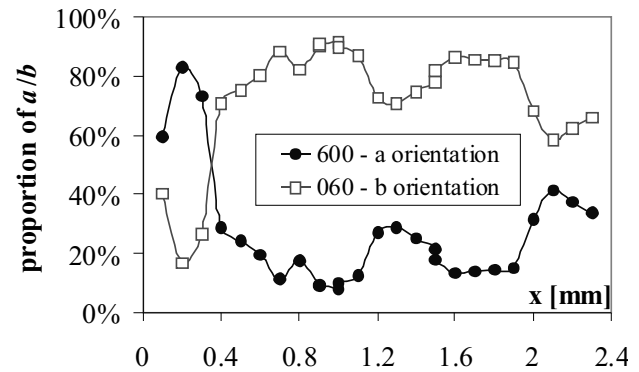 proportion of a/b
100%
80%
60%
40%
20%
0%
600 - a orientation
060 - b orientation
x [mm]
0 0.4 0.8 1.2 1.6 2 2.4